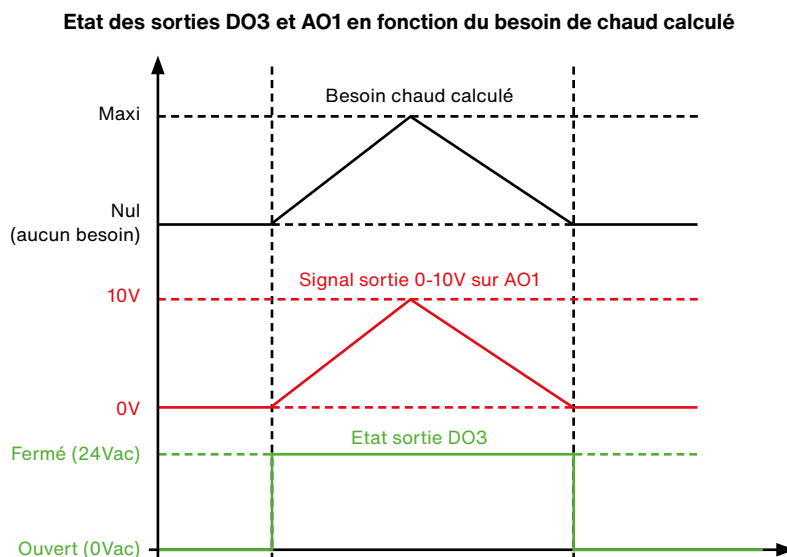 Etat des sorties DO3 et AO1 en fonction du besoin de chaud calculé
Besoin chaud calculé
Maxi
Nul
(aucun besoin)
Signal sortie 0-10V sur AO1
10V
0V
Etat sortie DO3
Fermé (24Vac)
Ouvert (0Vac)